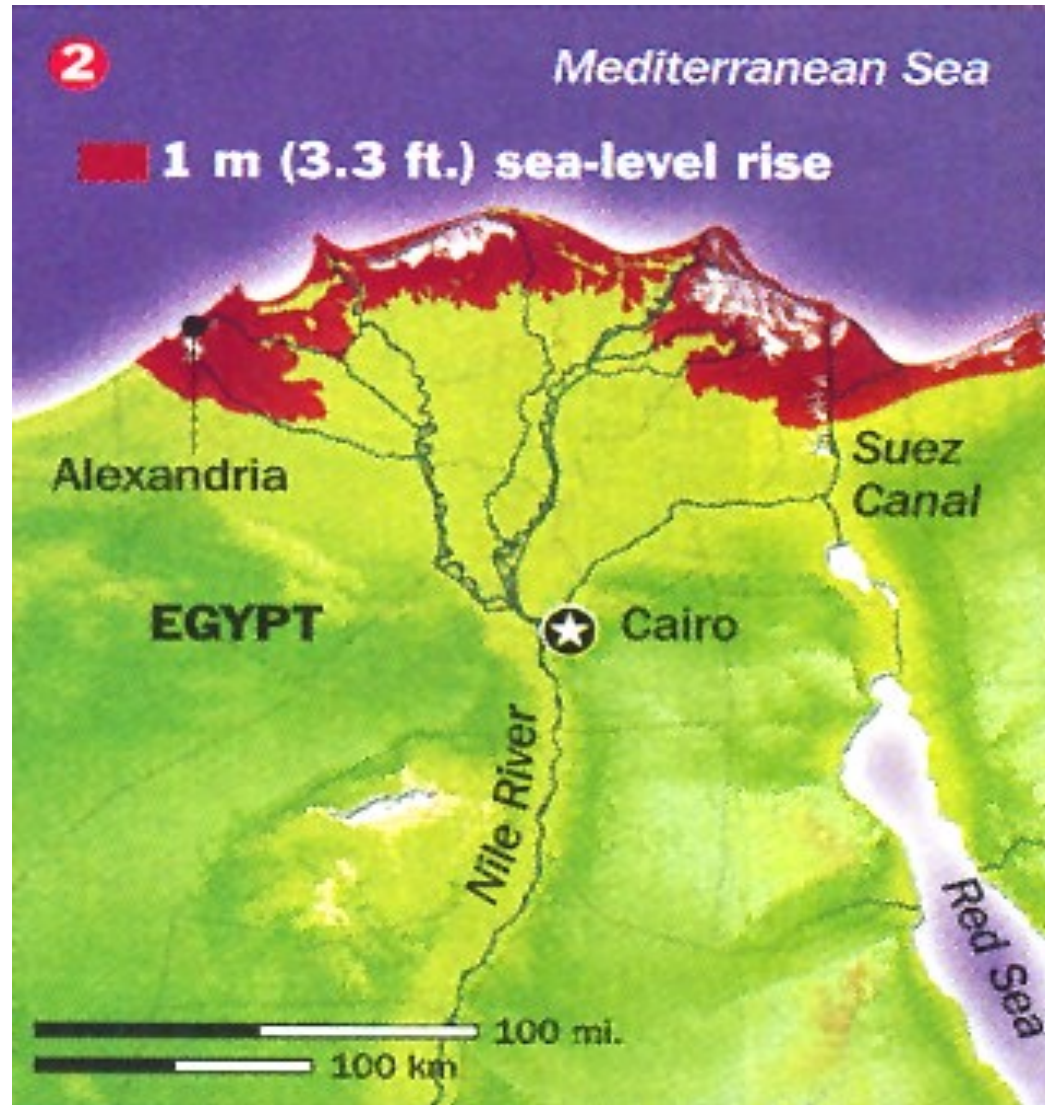 2
Mediterranean Sea
1 m (3.3 ft.) sea-level rise
Alexandria
Suez
Canal
EGYPT
Cairo
Nile River
Red Sea
100 mi.
100 km